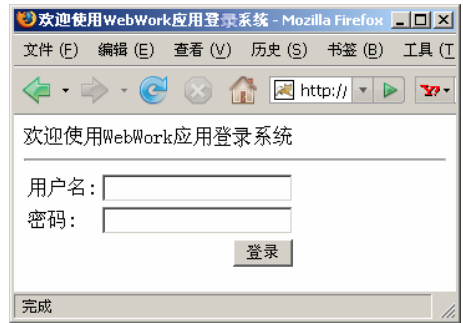 欢迎使用WebWork应用登录系统 - Mozilla Firefox
文件 (F) 编辑 (E) 查看 (V) 历史 (S) 书签 (B) 工具 (T
http://
欢迎使用WebWork应用登录系统
用户名:
密码:
登录
完成